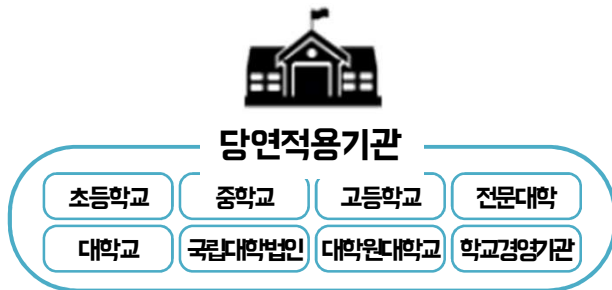 당연적용기관
초등학교 중학교 고등학교 전문대학
대학교 국립대학법인 대학원대학교 학교경영기관